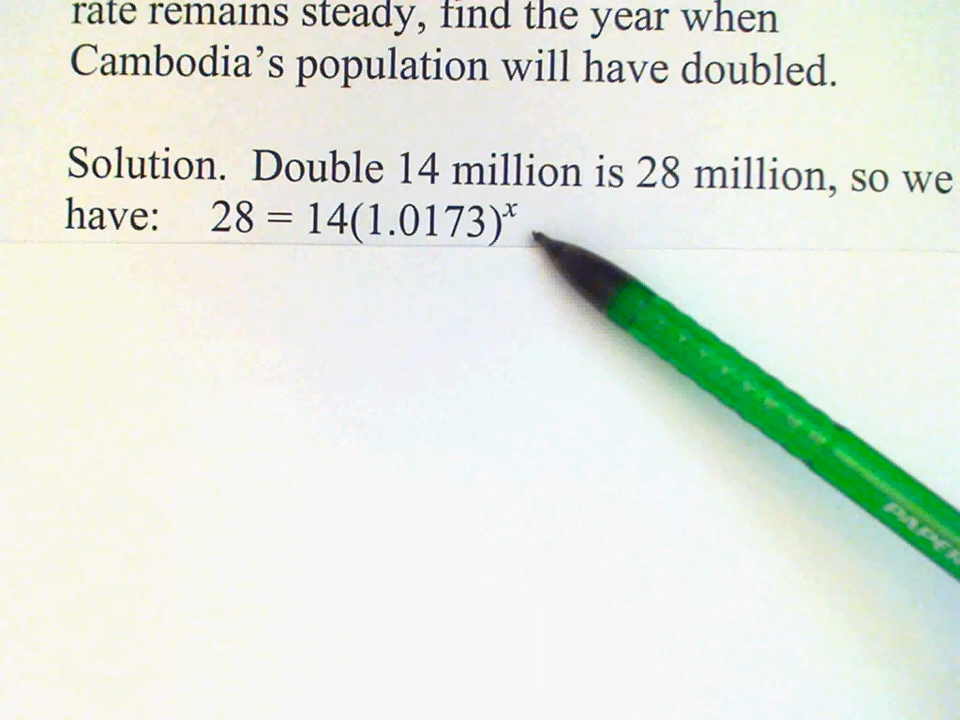 rate remains steady, find the year when
Cambodia's population will have doubled.
Solution. Double 14 million is 28 million, so we
have: 28 = 14(1.0173)ˣ
PAPER